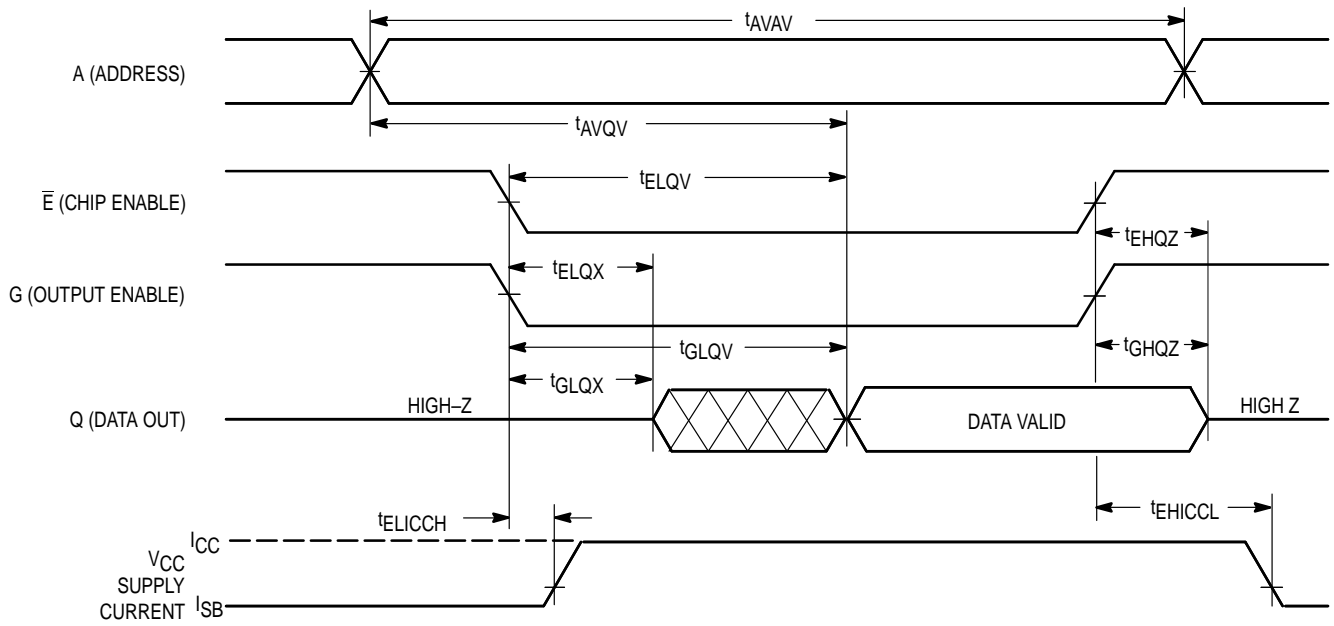 tAVAV
A (ADDRESS)
tAVQV
tELQV
E̅ (CHIP ENABLE)
tEHQZ
tELQX
G (OUTPUT ENABLE)
tGLQV
tGHQZ
tGLQX
HIGH–Z
DATA VALID
HIGH Z
Q (DATA OUT)
tELICCH
tEHICCL
ICC
VCC
SUPPLY
CURRENT
ISB